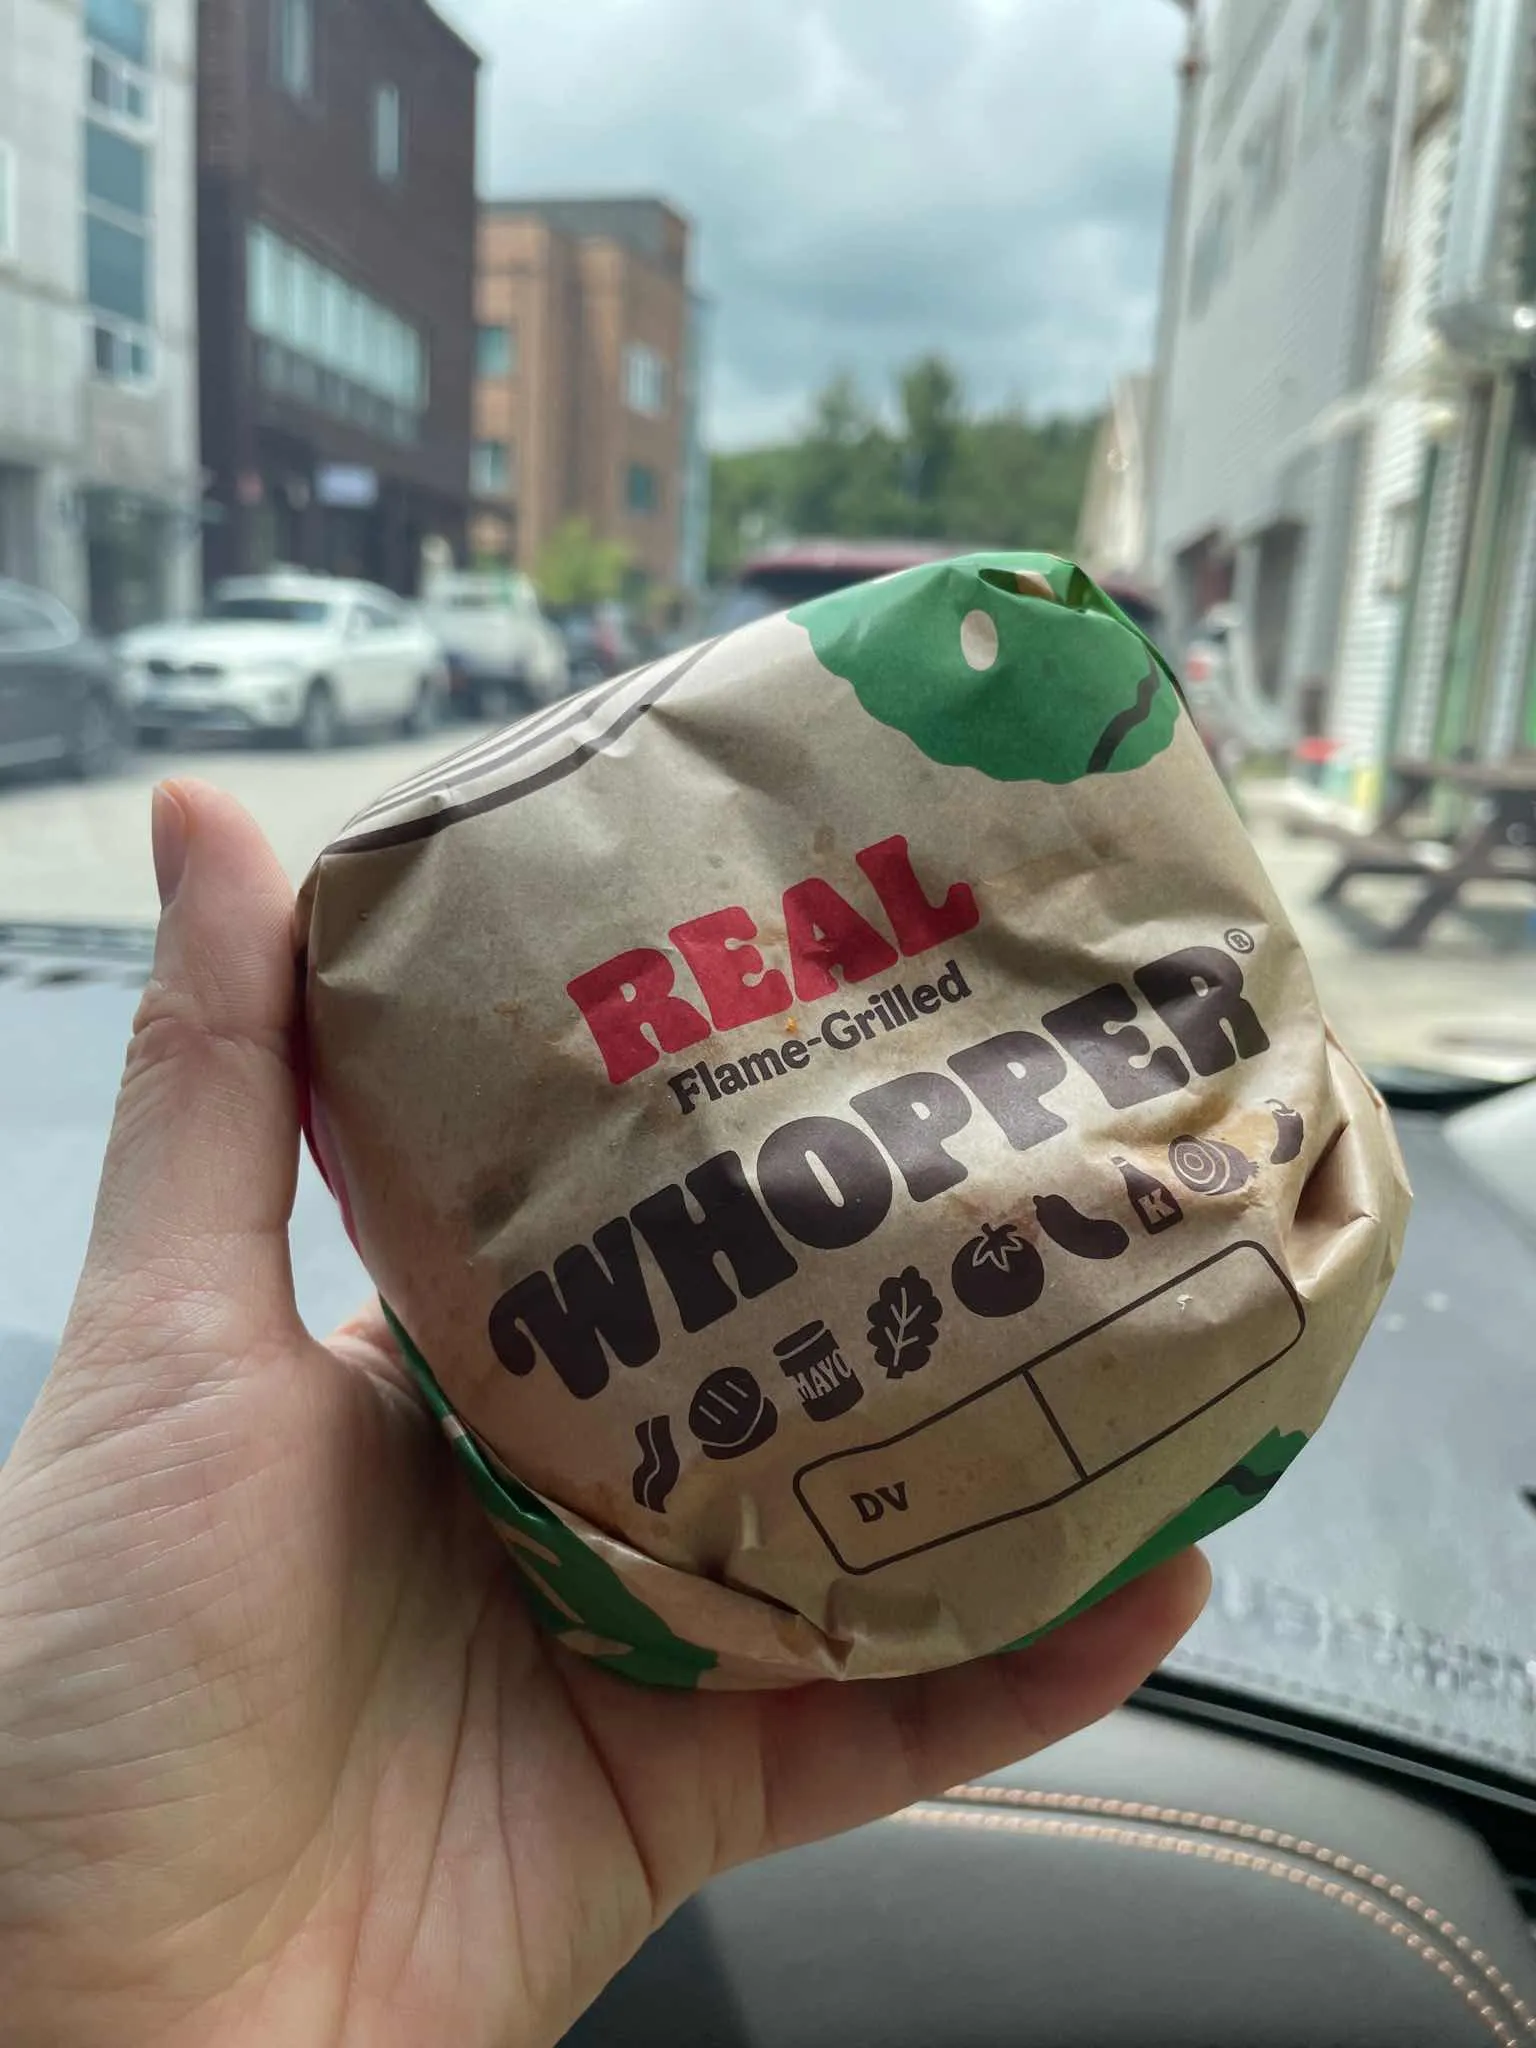 REAL
Flame-Grilled
WHOPPER®
MAYO
K
DV